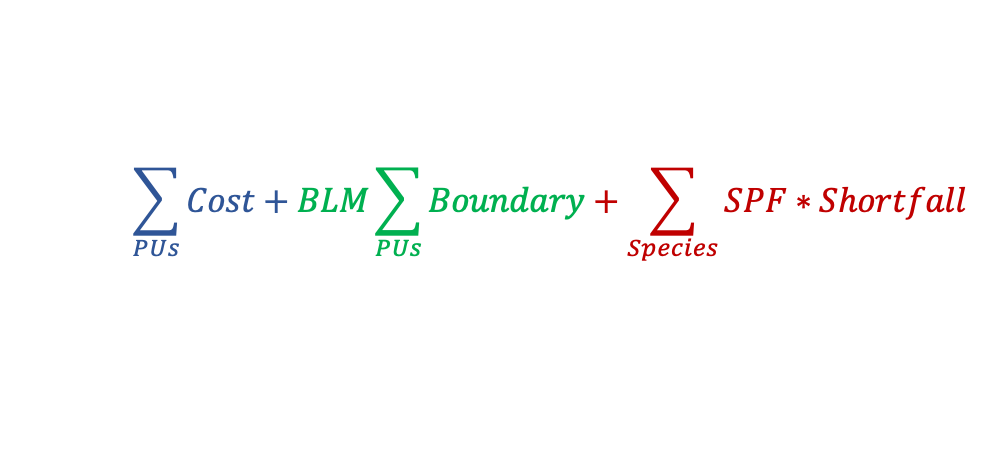 ∑ Cost + BLM ∑ Boundary + ∑ SPF * Shortfall
PUs PUs Species